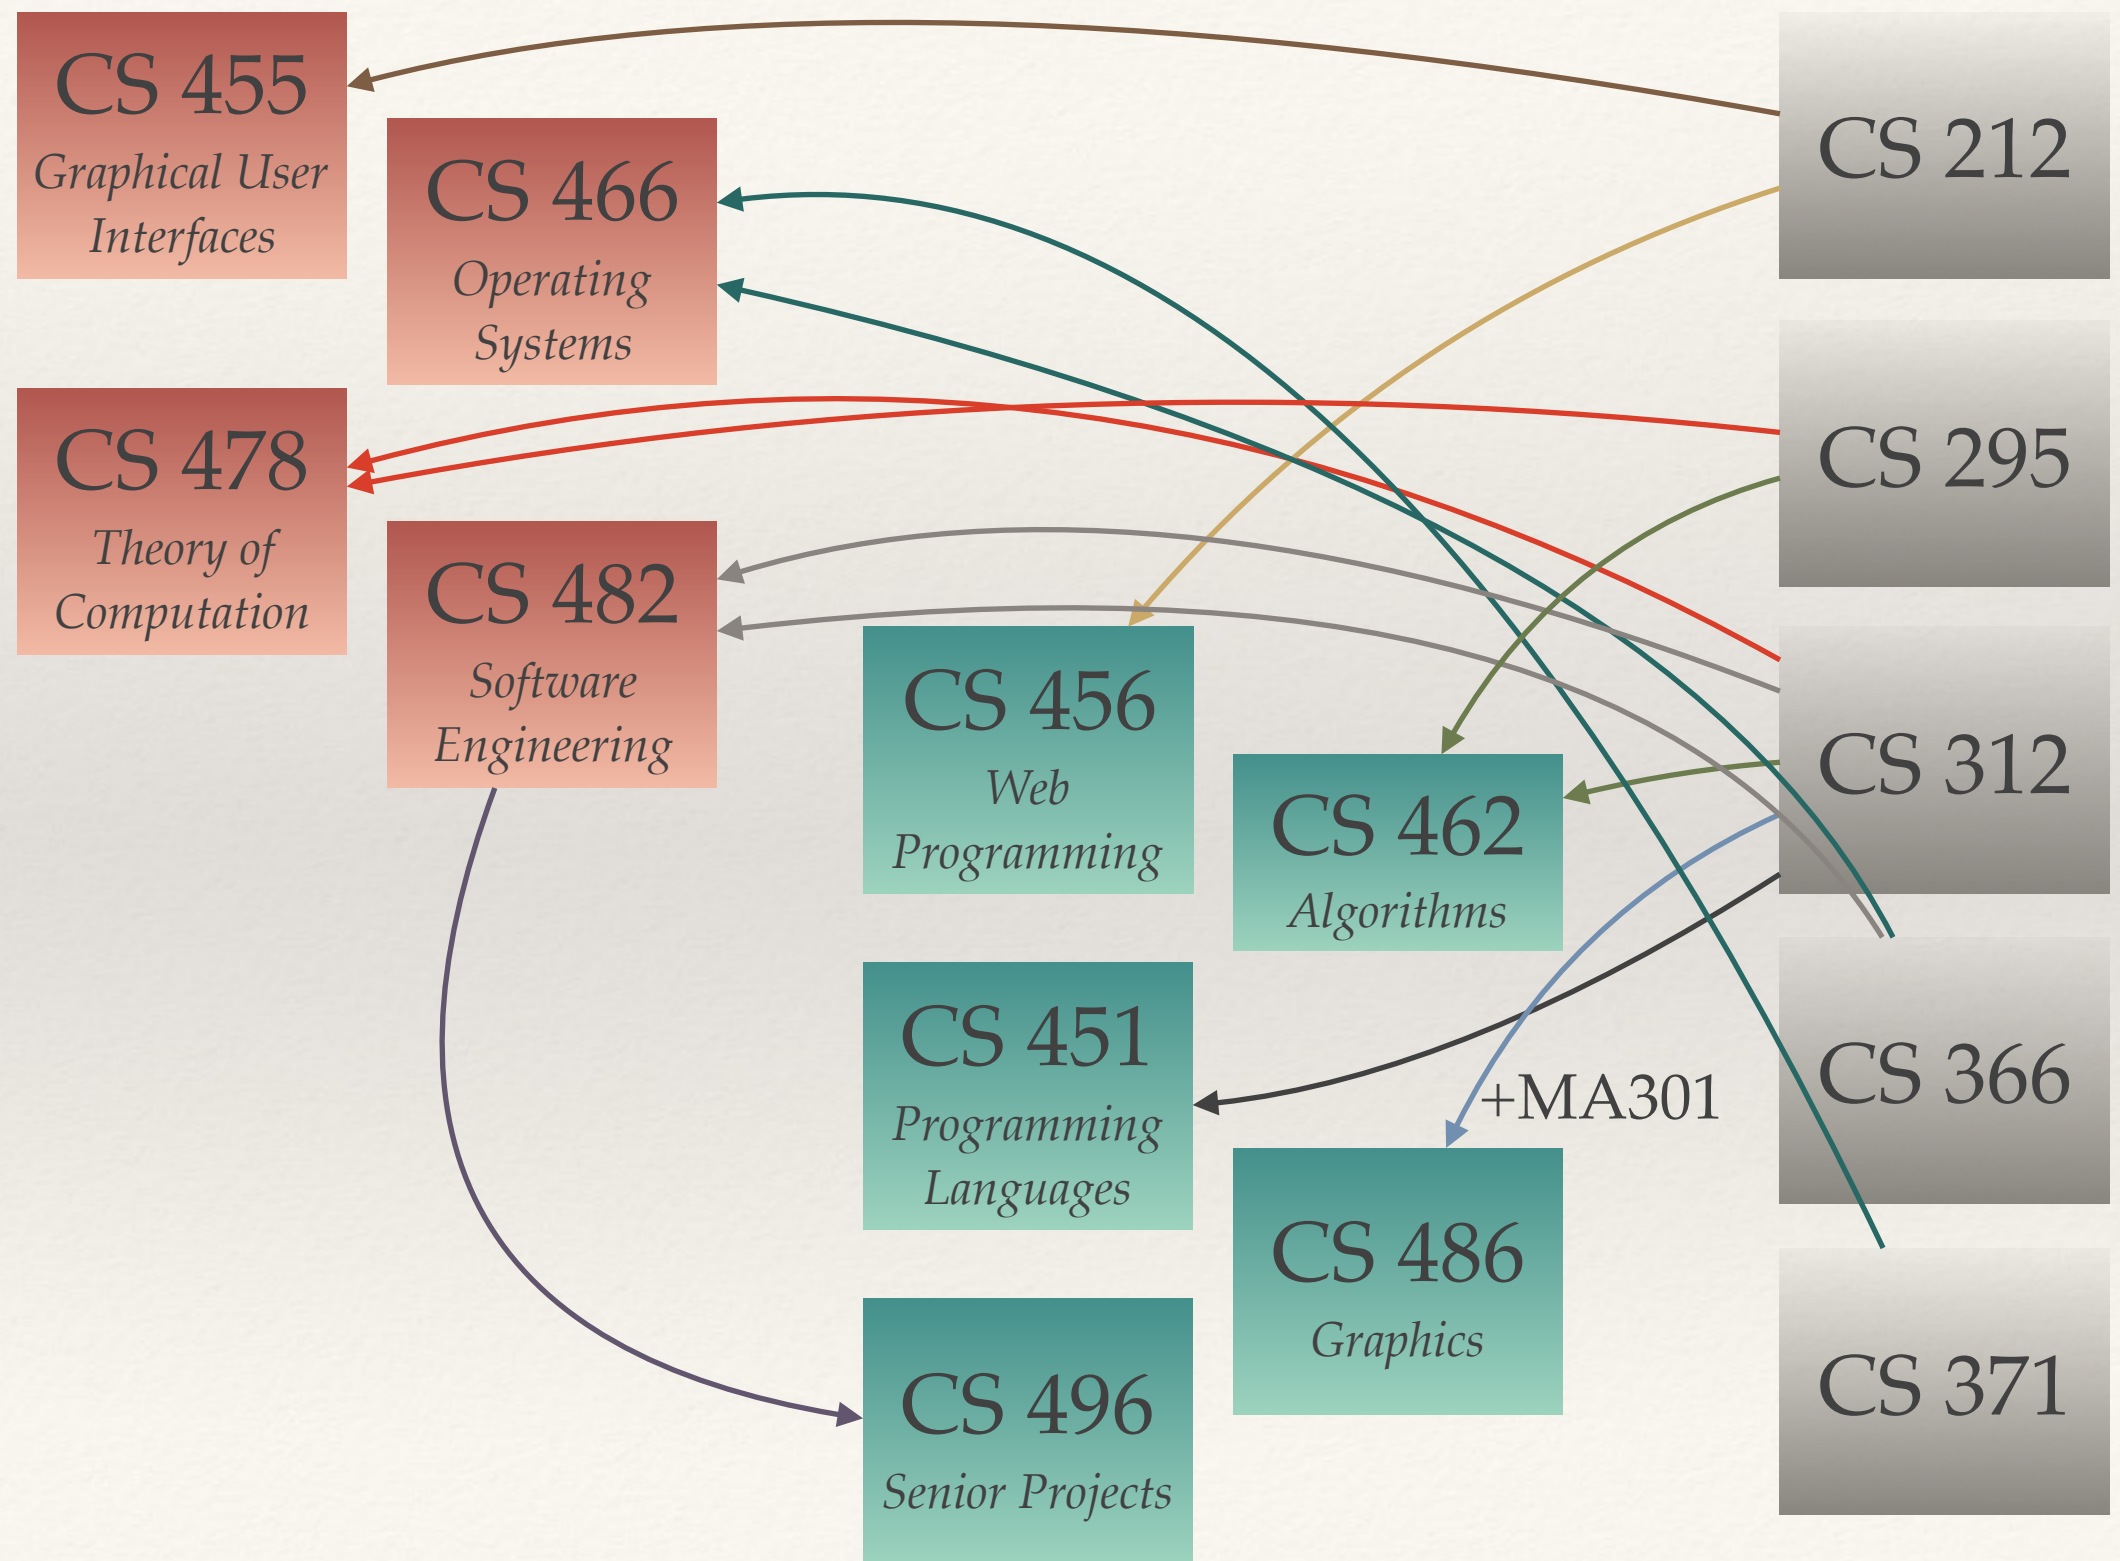 CS 455
Graphical User
Interfaces
CS 466
Operating
Systems
CS 478
Theory of
Computation
CS 482
Software
Engineering
CS 456
Web
Programming
CS 462
Algorithms
CS 451
Programming
Languages
+MA301
CS 486
Graphics
CS 496
Senior Projects
CS 212
CS 295
CS 312
CS 366
CS 371